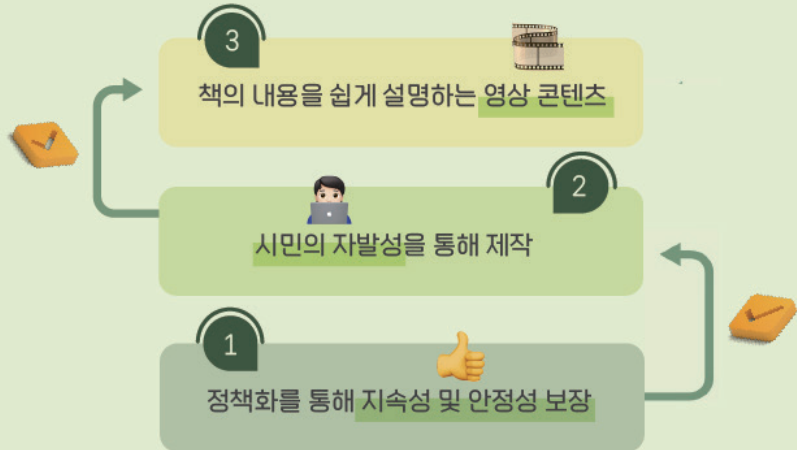 3
책의 내용을 쉽게 설명하는 영상 콘텐츠
2
시민의 자발성을 통해 제작
1
정책화를 통해 지속성 및 안정성 보장